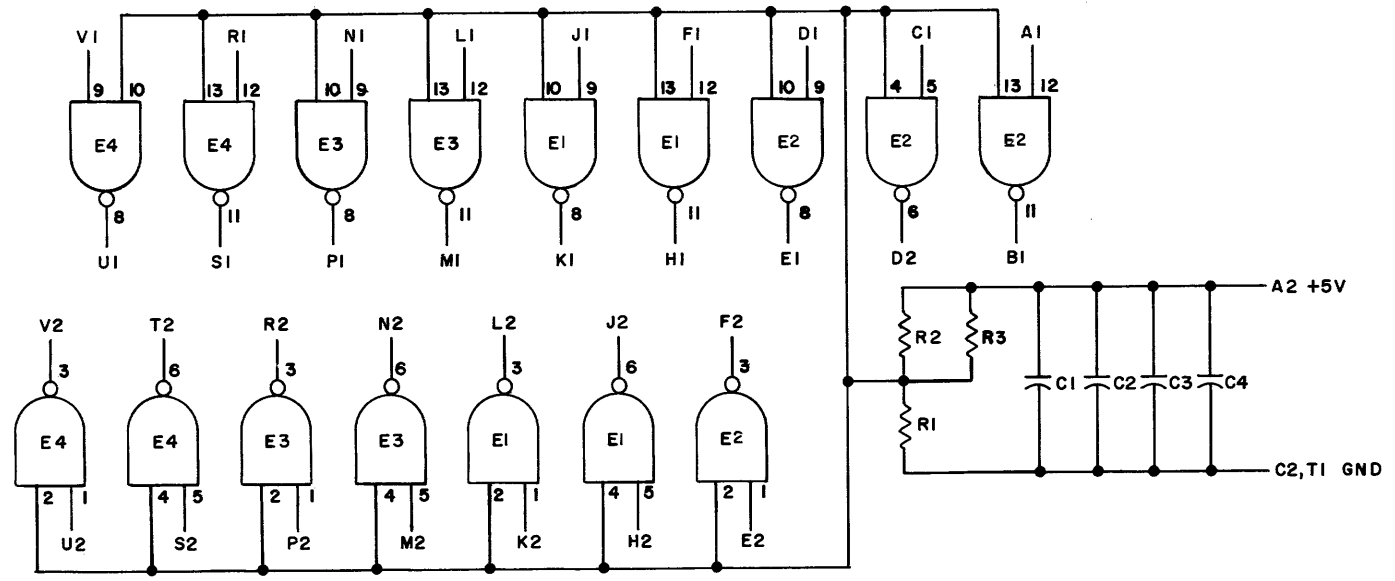 V1 R1 N1 L1 J1 F1 D1 C1 A1
9 10 13 12 10 9 13 12 10 9 13 12 10 9 4 5 13 12
E4 E4 E3 E3 E1 E1 E2 E2 E2
8 11 8 11 8 11 8 6 11
U1 S1 P1 M1 K1 H1 E1 D2 B1
A2 +5V
V2 T2 R2 N2 L2 J2 F2
R2 R3
3 6 3 6 3 6 3
C1 C2 C3 C4
R1
E4 E4 E3 E3 E1 E1 E2
C2,T1 GND
2 1 4 5 2 1 4 5 2 1 4 5 2 1
U2 S2 P2 M2 K2 H2 E2